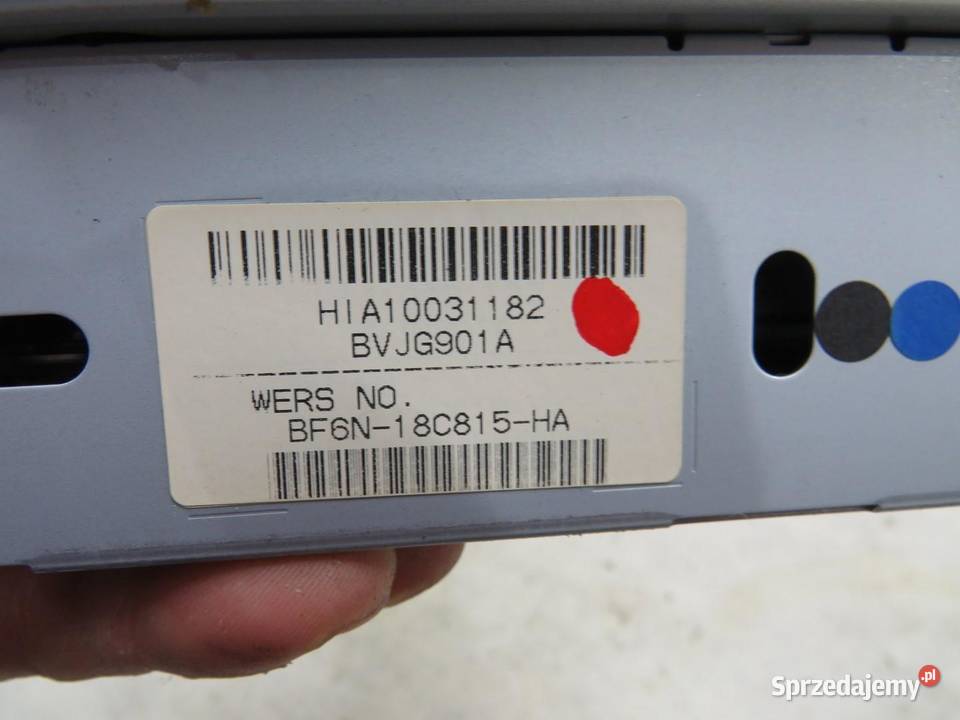 HIA10031182
BVJG901A
WERS NO.
BF6N-18C815-HA
Sprzedajemy.pl